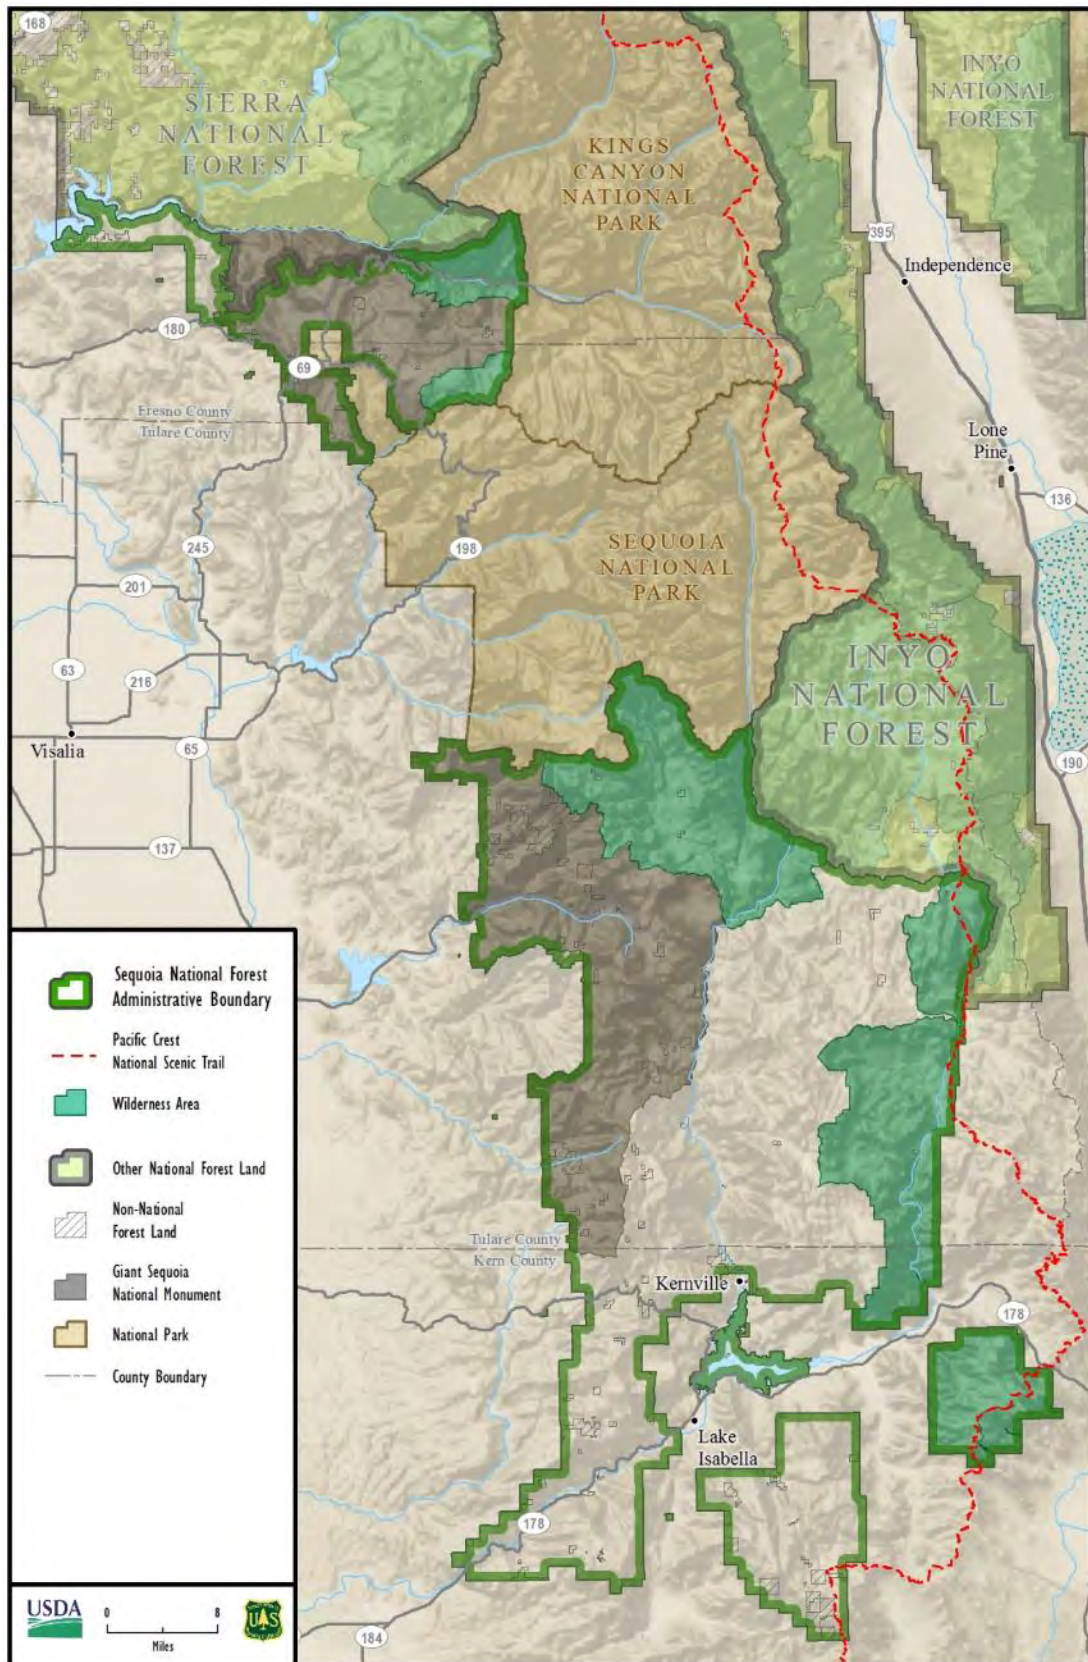 168
SIERRA
NATIONAL
FOREST
INYO
NATIONAL
FOREST
KINGS
CANYON
NATIONAL
PARK
395
Independence
180
69
Fresno County
Tulare County
Lone
Pine
136
245
198
SEQUOIA
NATIONAL
PARK
201
63
216
INYO
NATIONAL
FOREST
Visalia
65
190
137
Sequoia National Forest
Administrative Boundary
Pacific Crest
National Scenic Trail
Wilderness Area
Other National Forest Land
Non-National
Forest Land
Giant Sequoia
National Monument
National Park
County Boundary
Tulare County
Kern County
Kernville
178
Lake
Isabella
178
184
USDA
0 8
Miles
UAS